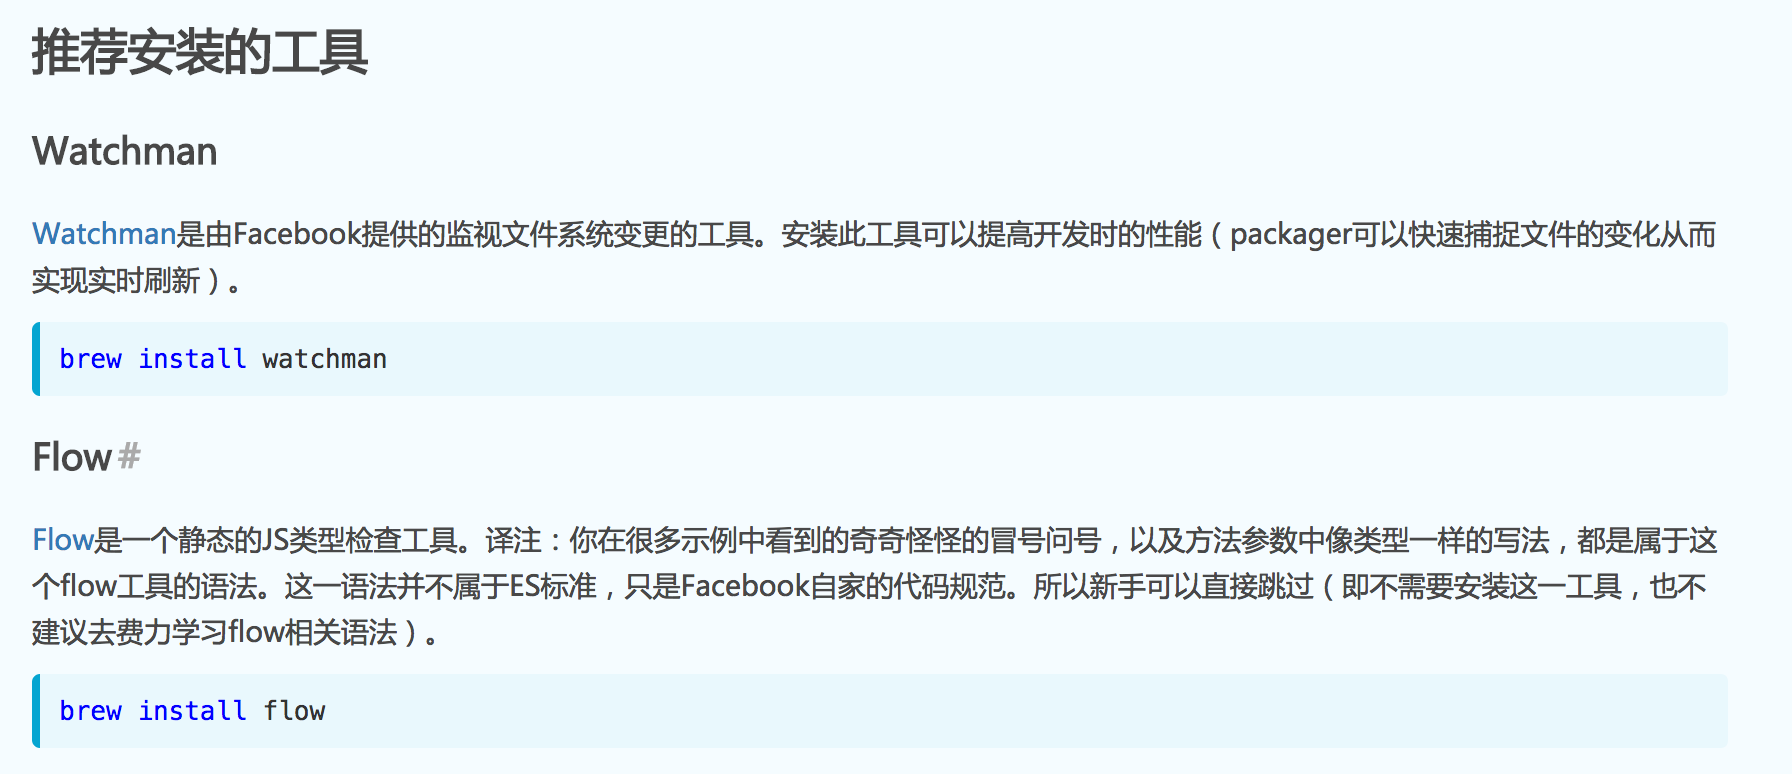 推荐安装的工具
Watchman
Watchman是由Facebook提供的监视文件系统变更的工具。安装此工具可以提高开发时的性能（packager可以快速捕捉文件的变化从而
实现实时刷新）。
brew install watchman
Flow#
Flow是一个静态的JS类型检查工具。译注：你在很多示例中看到的奇奇怪怪的冒号问号，以及方法参数中像类型一样的写法，都是属于这
个flow工具的语法。这一语法并不属于ES标准，只是Facebook自家的代码规范。所以新手可以直接跳过（即不需要安装这一工具，也不
建议去费力学习flow相关语法）。
brew install flow